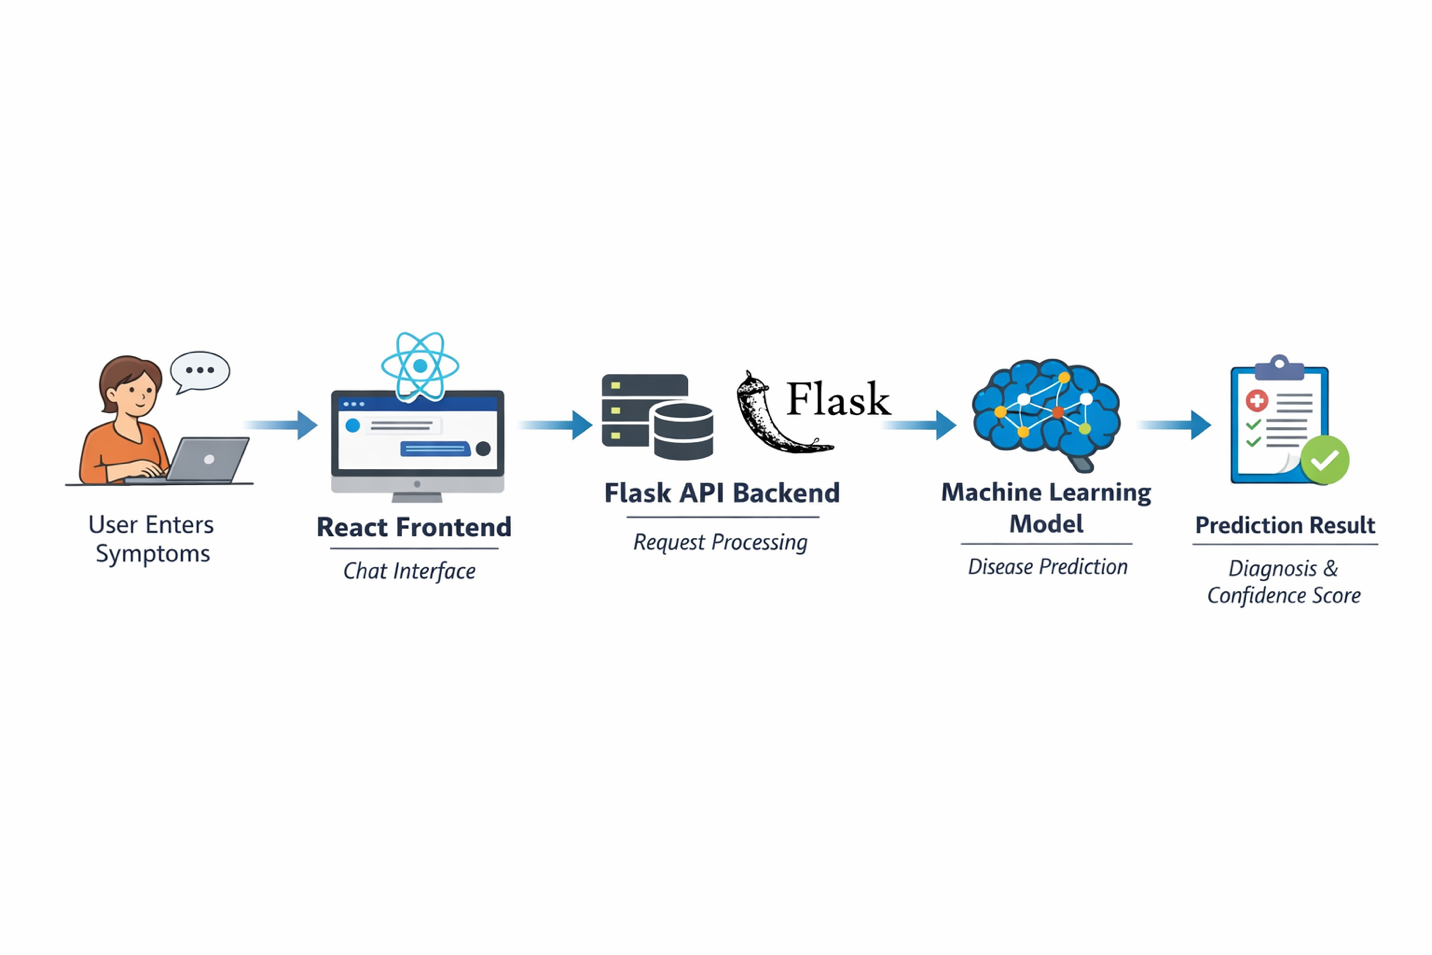 User Enters
Symptoms
React Frontend
Chat Interface
Flask
Flask API Backend
Request Processing
Machine Learning
Model
Disease Prediction
Prediction Result
Diagnosis &
Confidence Score